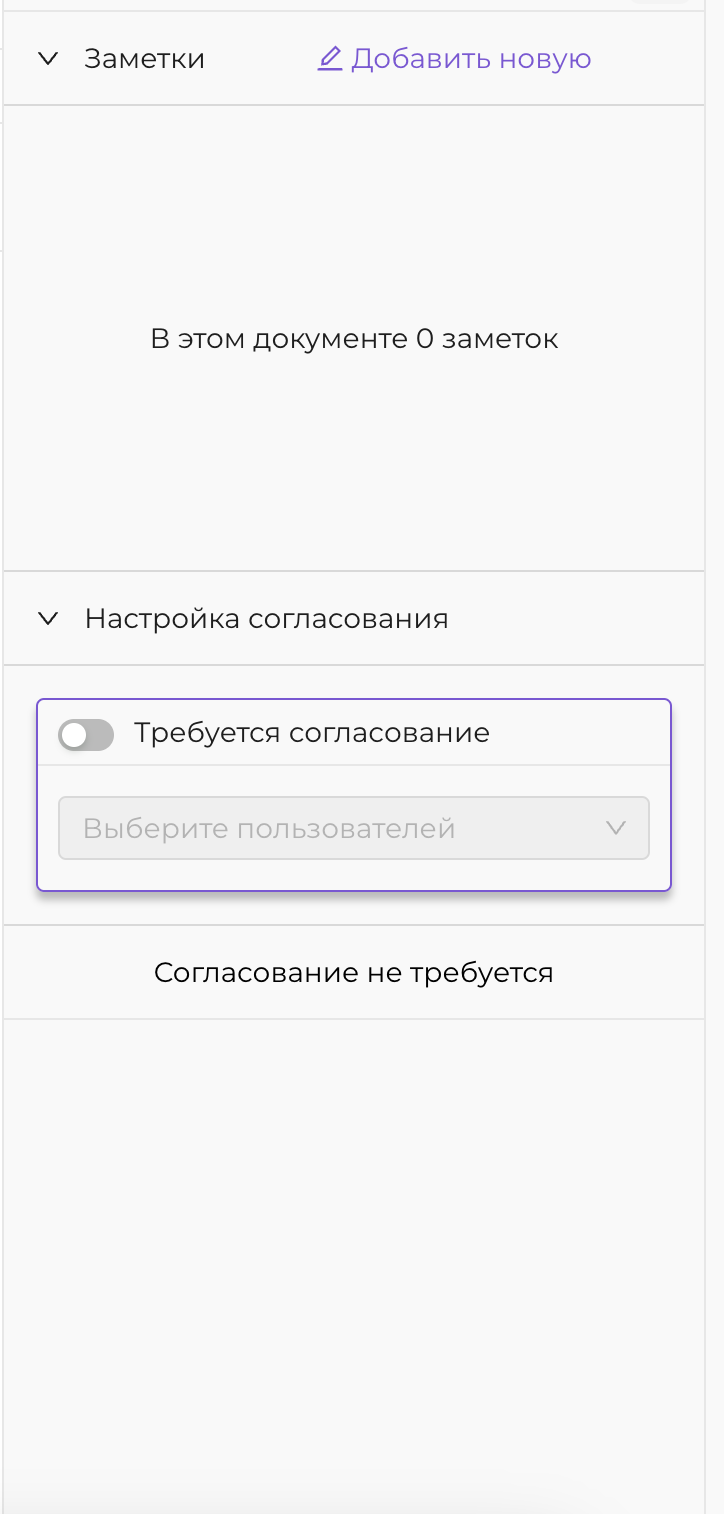 Заметки
Добавить новую
В этом документе 0 заметок
Настройка согласования
Требуется согласование
Выберите пользователей
Согласование не требуется